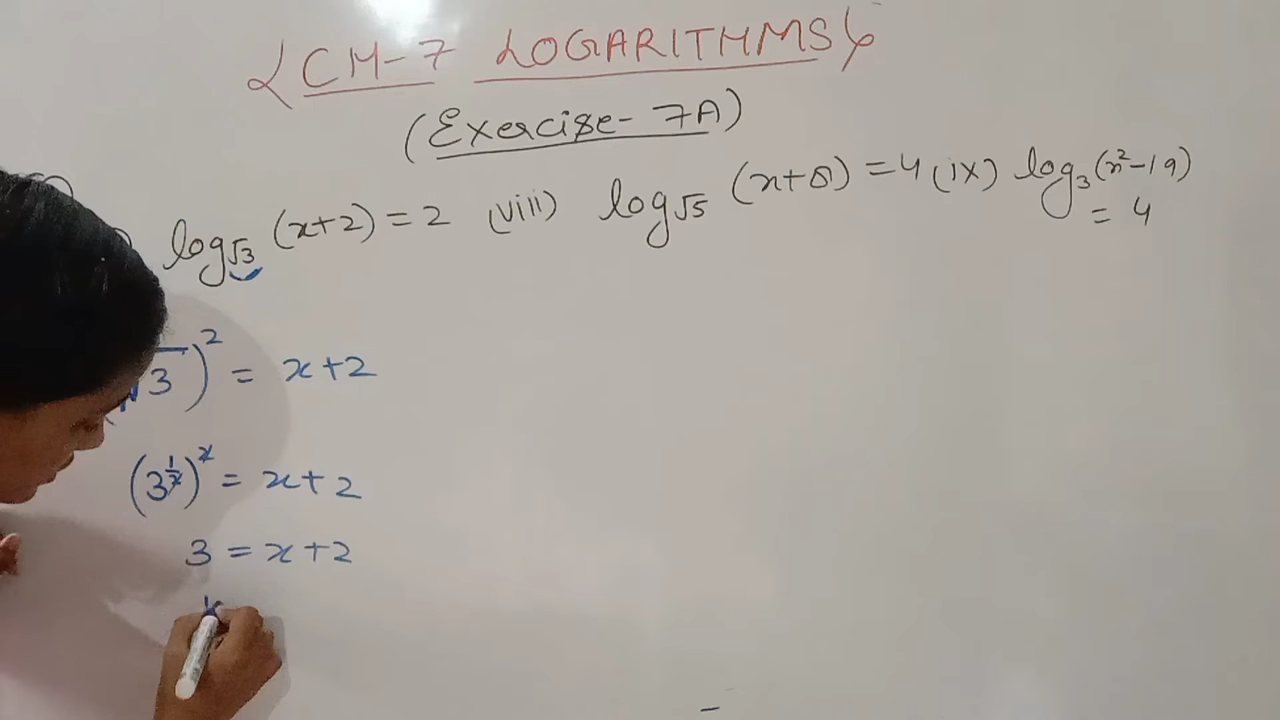 CH-7 LOGARITHMS
(Exercise- 7A)
log√3 (x+2) = 2 (viii) log√5 (x+8) = 4 (ix) log3 (x²-19) = 4
√3)² = x+2
(3^1/2)^2 = x+2
3 = x+2